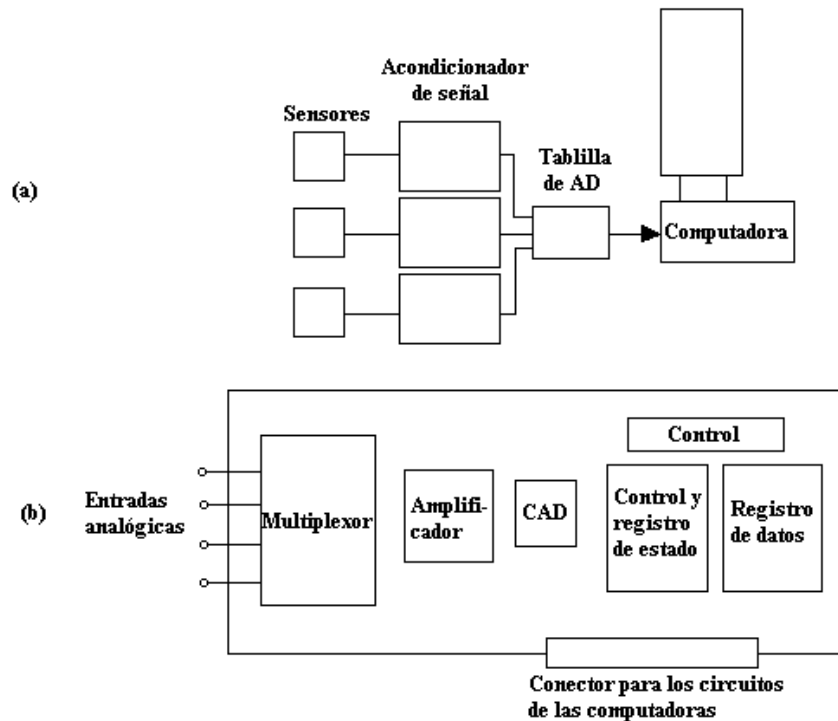 Acondicionador
de señal
Sensores
Tablilla
de AD
(a)
Computadora
Control
Entradas
analógicas
(b)
Multiplexor
Amplifi-
cador
CAD
Control y
registro
de estado
Registro
de datos
Conector para los circuitos
de las computadoras